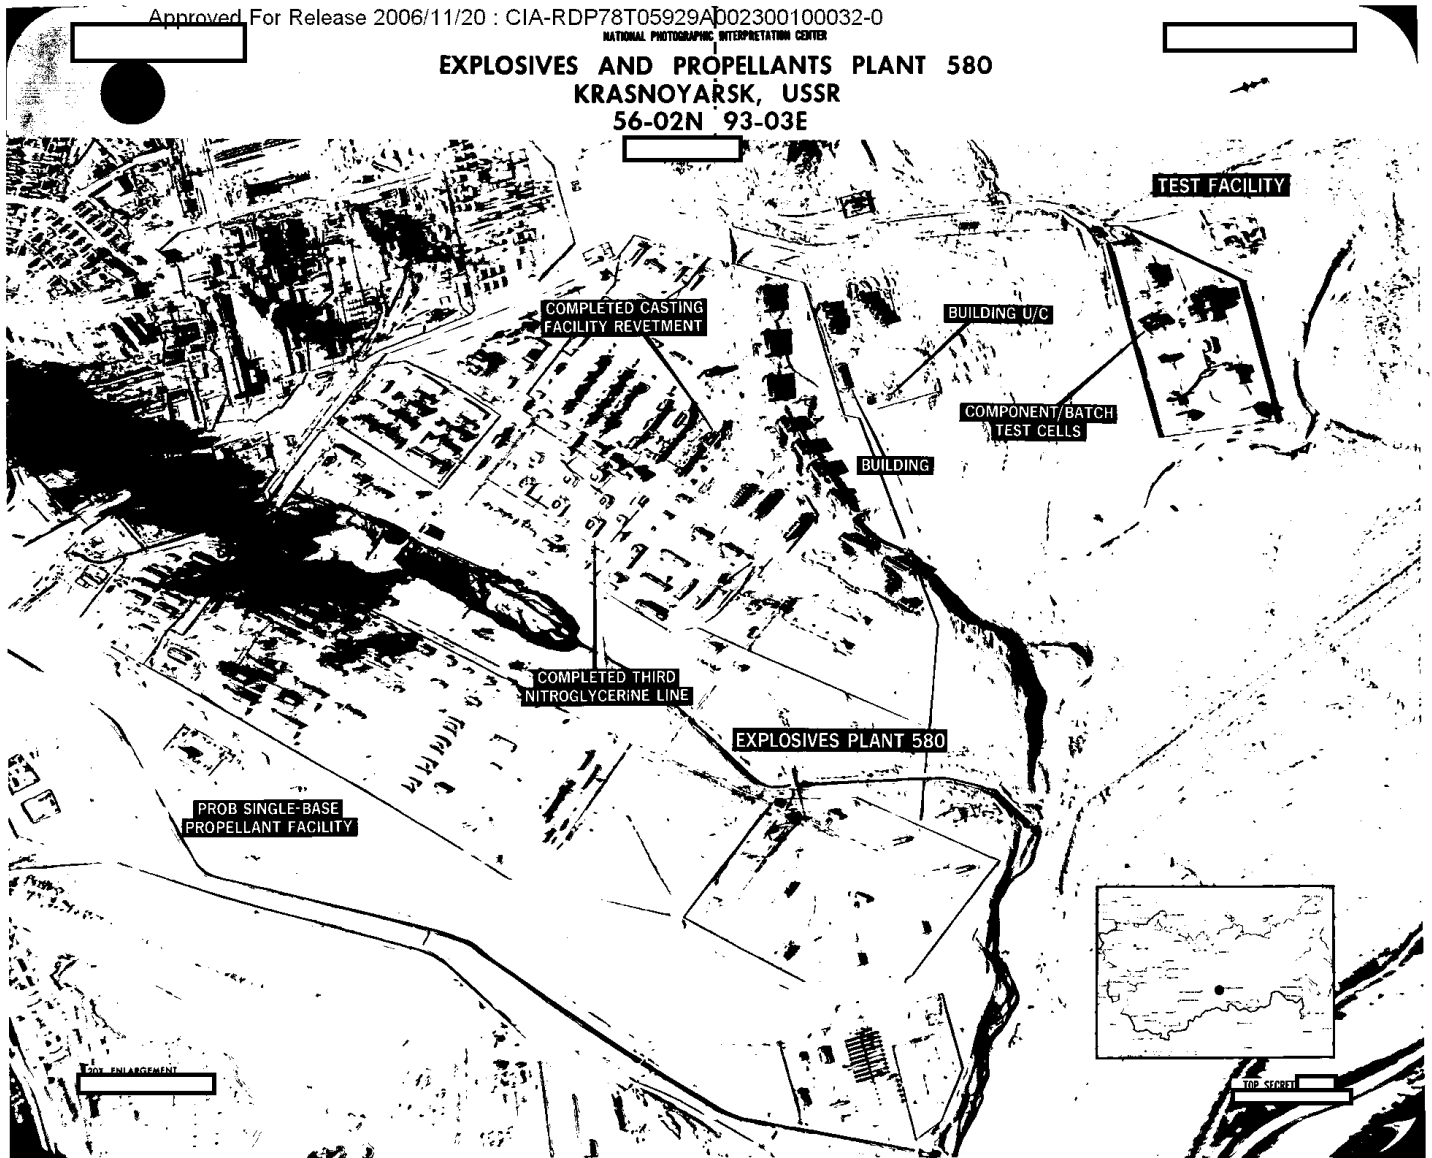 Approved For Release 2006/11/20 : CIA-RDP78T05929A002300100032-0
NATIONAL PHOTOGRAPHIC INTERPRETATION CENTER
EXPLOSIVES AND PROPELLANTS PLANT 580
KRASNOYARSK, USSR
56-02N 93-03E
TEST FACILITY
COMPLETED CASTING
FACILITY REVETMENT
BUILDING U/C
COMPONENT/BATCH
TEST CELLS
BUILDING
COMPLETED THIRD
NITROGLYCERINE LINE
EXPLOSIVES PLANT 580
PROB SINGLE-BASE
PROPELLANT FACILITY
20X ENLARGEMENT
TOP SECRET